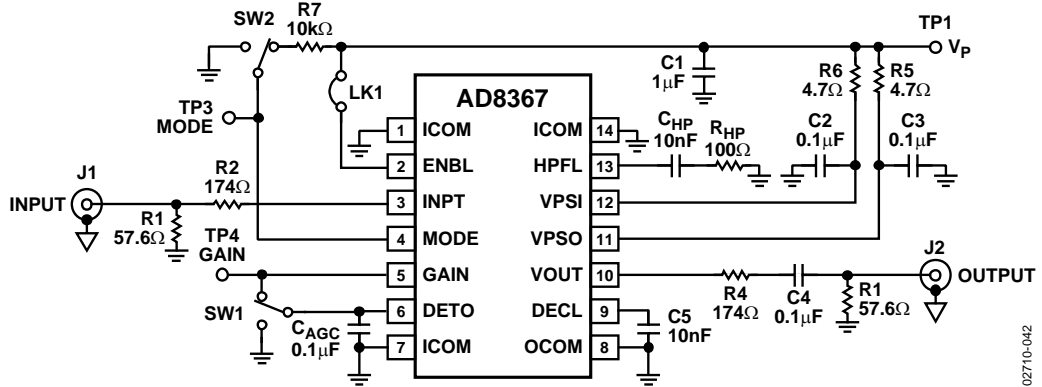 SW2
R7
10kΩ
TP1
VP
C1
1μF
R6
4.7Ω
R5
4.7Ω
LK1
AD8367
TP3
MODE
CHP
10nF
RHP
100Ω
C2
0.1μF
C3
0.1μF
1 ICOM
ICOM 14
2 ENBL
HPFL 13
J1
INPUT
R2
174Ω
3 INPT
VPSI 12
R1
57.6Ω
4 MODE
VPSO 11
TP4
GAIN
5 GAIN
VOUT 10
J2
OUTPUT
R4
174Ω
C4
0.1μF
R1
57.6Ω
SW1
6 DETO
DECL 9
CAGC
0.1μF
C5
10nF
7 ICOM
OCOM 8
02710-042